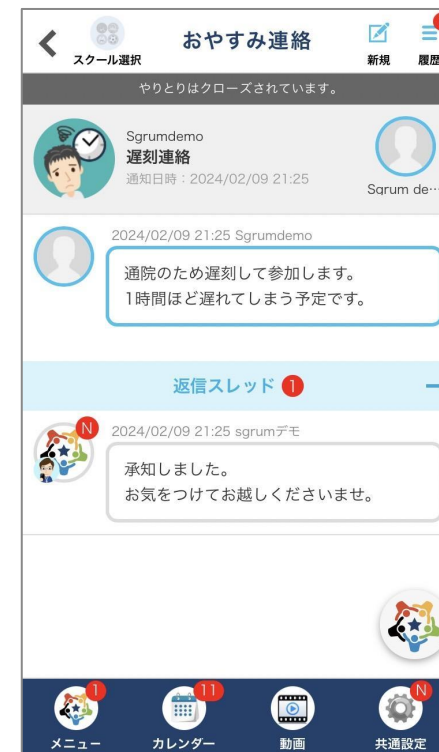 おやすみ連絡
スクール選択
新規
履歴
やりとりはクローズされています。
Sgrumdemo
遅刻連絡
通知日時：2024/02/09 21:25
Sgrum de…
2024/02/09 21:25 Sgrumdemo
通院のため遅刻して参加します。
1時間ほど遅れてしまう予定です。
返信スレッド 1
N
2024/02/09 21:25 sgrumデモ
承知しました。
お気をつけてお越しくださいませ。
1
11
N
メニュー
カレンダー
動画
共通設定